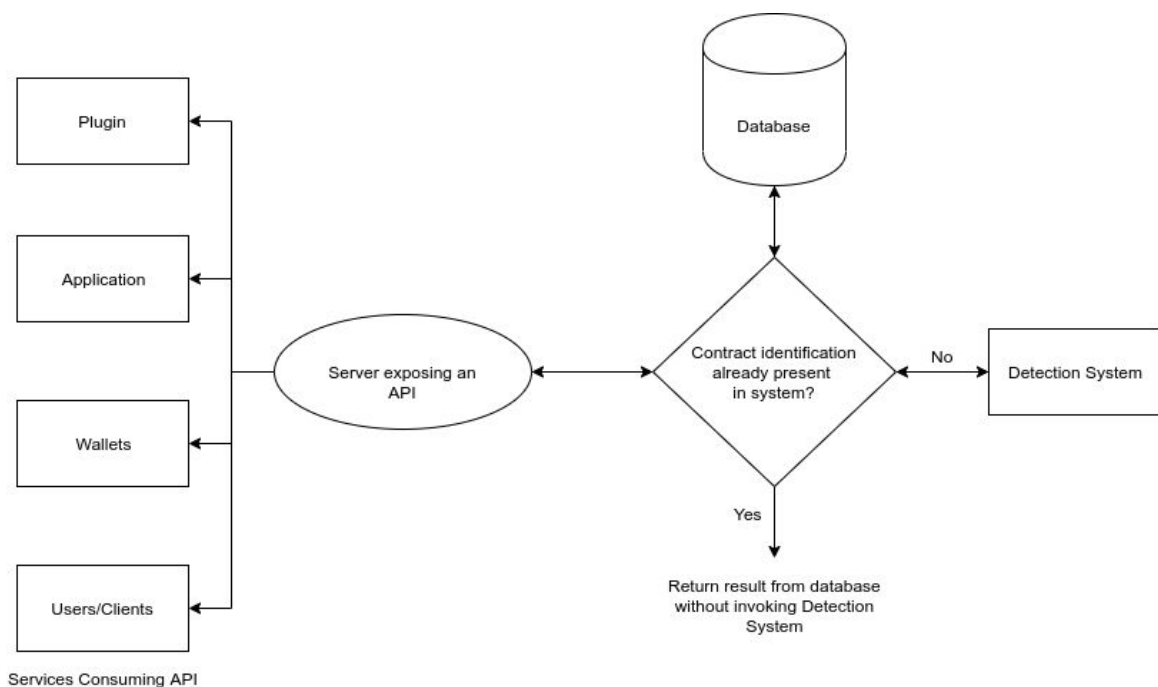 Plugin
Application
Wallets
Users/Clients
Services Consuming API
Server exposing an
API
Database
Contract identification
already present
in system?
No
Detection System
Yes
Return result from database
without invoking Detection
System